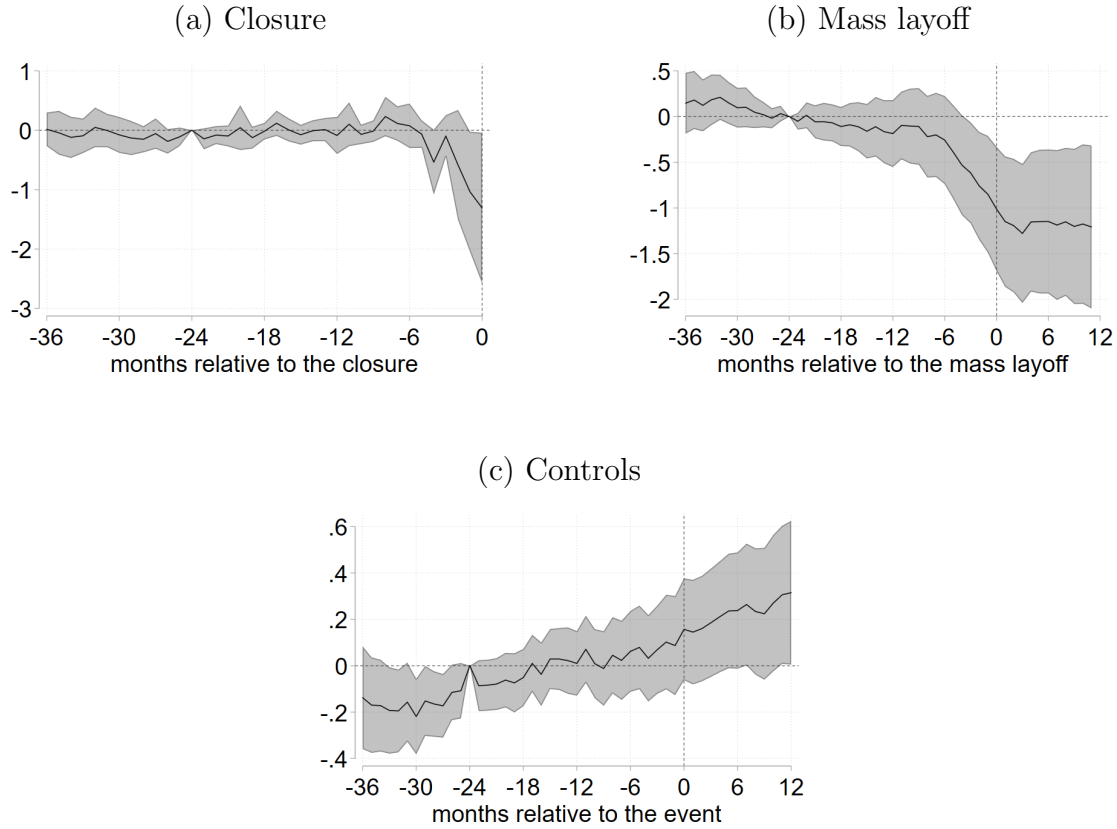 (a) Closure
1
0
-1
-2
-3
-36 -30 -24 -18 -12 -6 0
months relative to the closure
(b) Mass layoff
.5
0
-.5
-1
-1.5
-2
-36 -30 -24 -18 -12 -6 0 6 12
months relative to the mass layoff
(c) Controls
.6
.4
.2
0
-.2
-.4
-36 -30 -24 -18 -12 -6 0 6 12
months relative to the event